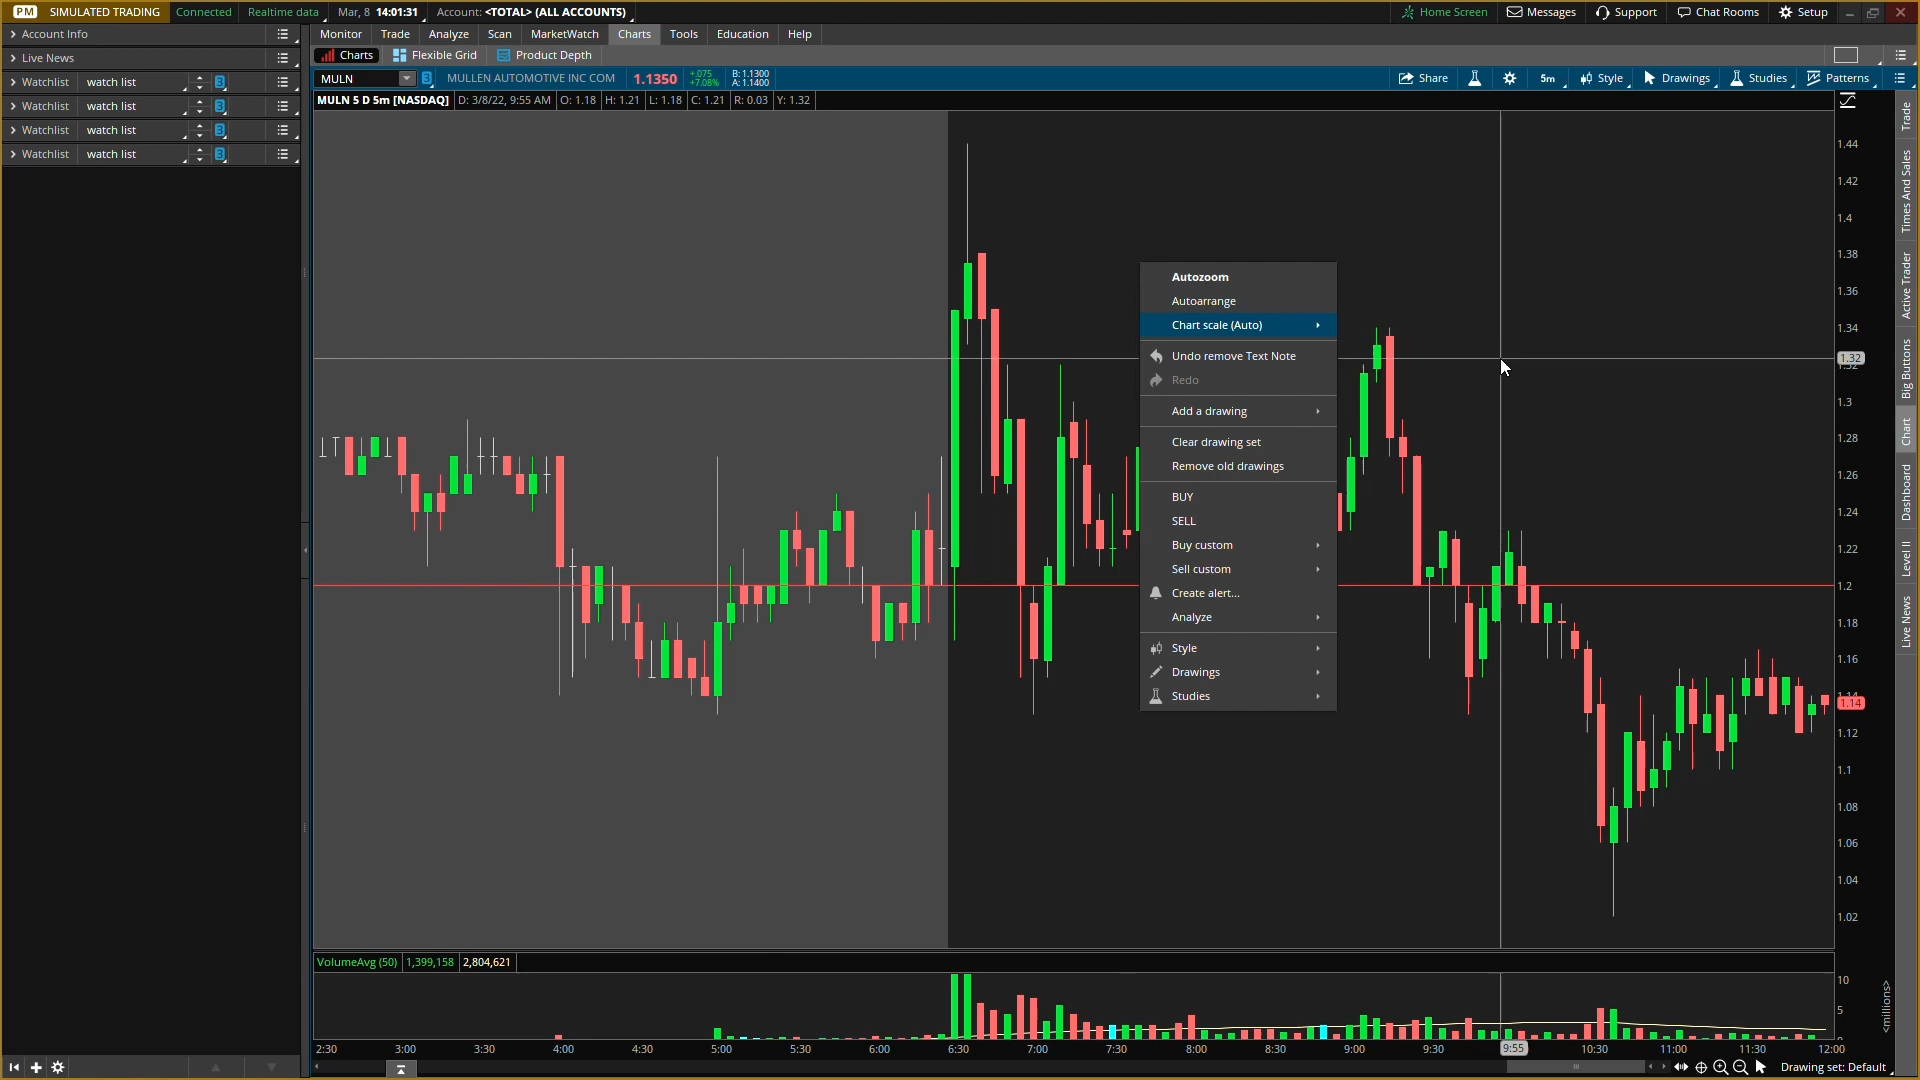 PM SIMULATED TRADING Connected Realtime data Mar, 8 14:01:31 Account: <TOTAL> (ALL ACCOUNTS) Home Screen Messages Support Chat Rooms Setup
Account Info
Live News
Watchlist watch list 3
Watchlist watch list 3
Watchlist watch list 3
Watchlist watch list 3
Monitor Trade Analyze Scan MarketWatch Charts Tools Education Help
Charts Flexible Grid Product Depth
MULN 3 MULLEN AUTOMOTIVE INC COM 1.1350 +.075 +7.08% B: 1.1300 A: 1.1400 Share 5m Style Drawings Studies Patterns
MULN 5 D 5m [NASDAQ] D: 3/8/22, 9:55 AM O: 1.18 H: 1.21 L: 1.18 C: 1.21 R: 0.03 Y: 1.32
Autozoom
Autoarrange
Chart scale (Auto)
Undo remove Text Note
Redo
Add a drawing
Clear drawing set
Remove old drawings
BUY
SELL
Buy custom
Sell custom
Create alert...
Analyze
Style
Drawings
Studies
1.44
1.42
1.4
1.38
1.36
1.34
1.32
1.3
1.28
1.26
1.24
1.22
1.2
1.18
1.16
1.14
1.12
1.1
1.08
1.06
1.04
1.02
Trade
Times And Sales
Active Trader
Big Buttons
Chart
Dashboard
Level II
Live News
VolumeAvg (50) 1,399,158 2,804,621
10
5
0
<millions>
2:30 3:00 3:30 4:00 4:30 5:00 5:30 6:00 6:30 7:00 7:30 8:00 8:30 9:00 9:30 9:55 10:30 11:00 11:30 12:00
Drawing set: Default